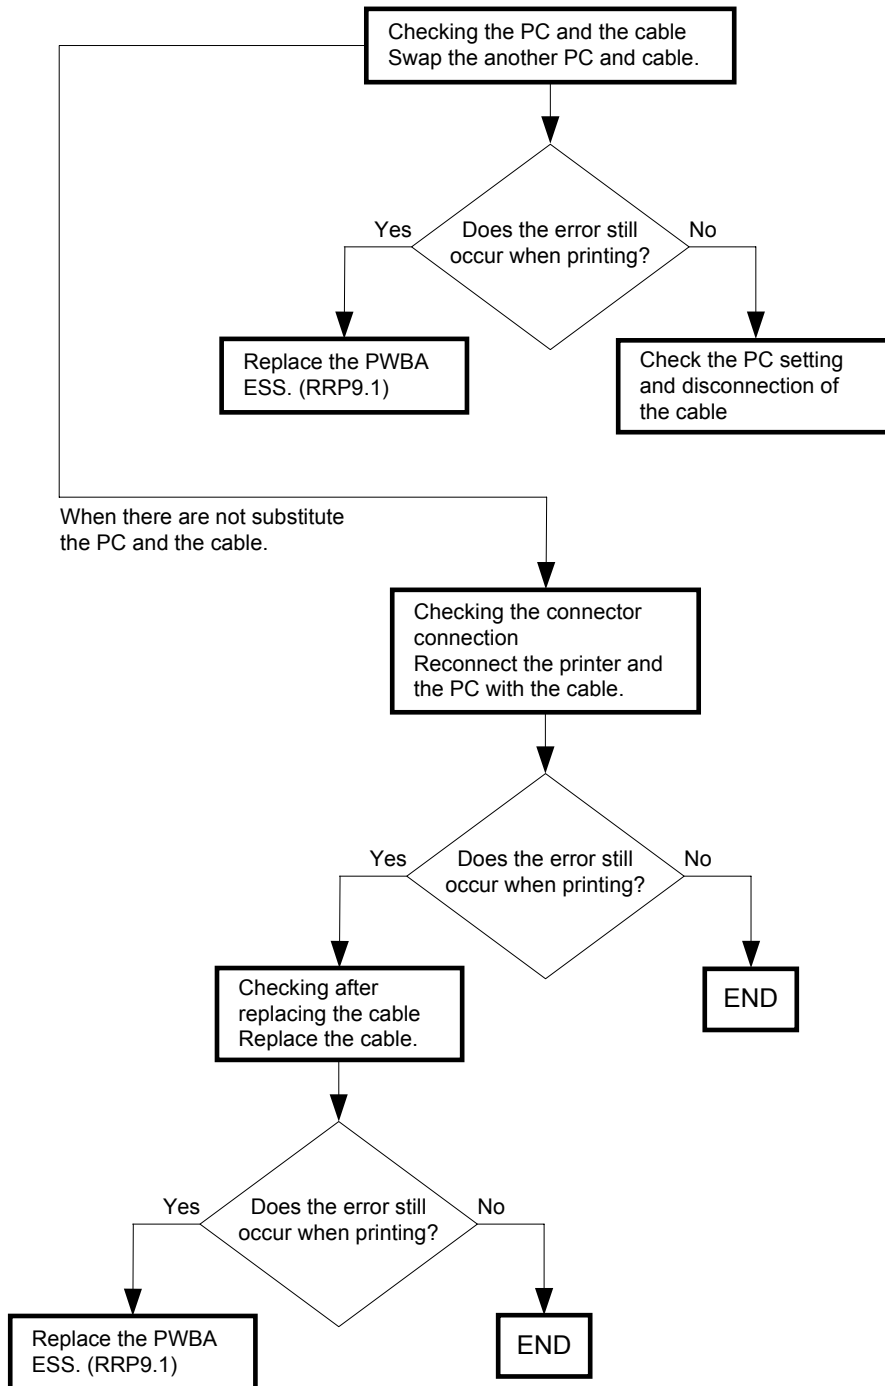 Checking the PC and the cable
Swap the another PC and cable.
Yes
Does the error still
occur when printing?
No
Replace the PWBA
ESS. (RRP9.1)
Check the PC setting
and disconnection of
the cable
When there are not substitute
the PC and the cable.
Checking the connector
connection
Reconnect the printer and
the PC with the cable.
Yes
Does the error still
occur when printing?
No
Checking after
replacing the cable
Replace the cable.
END
Yes
Does the error still
occur when printing?
No
Replace the PWBA
ESS. (RRP9.1)
END